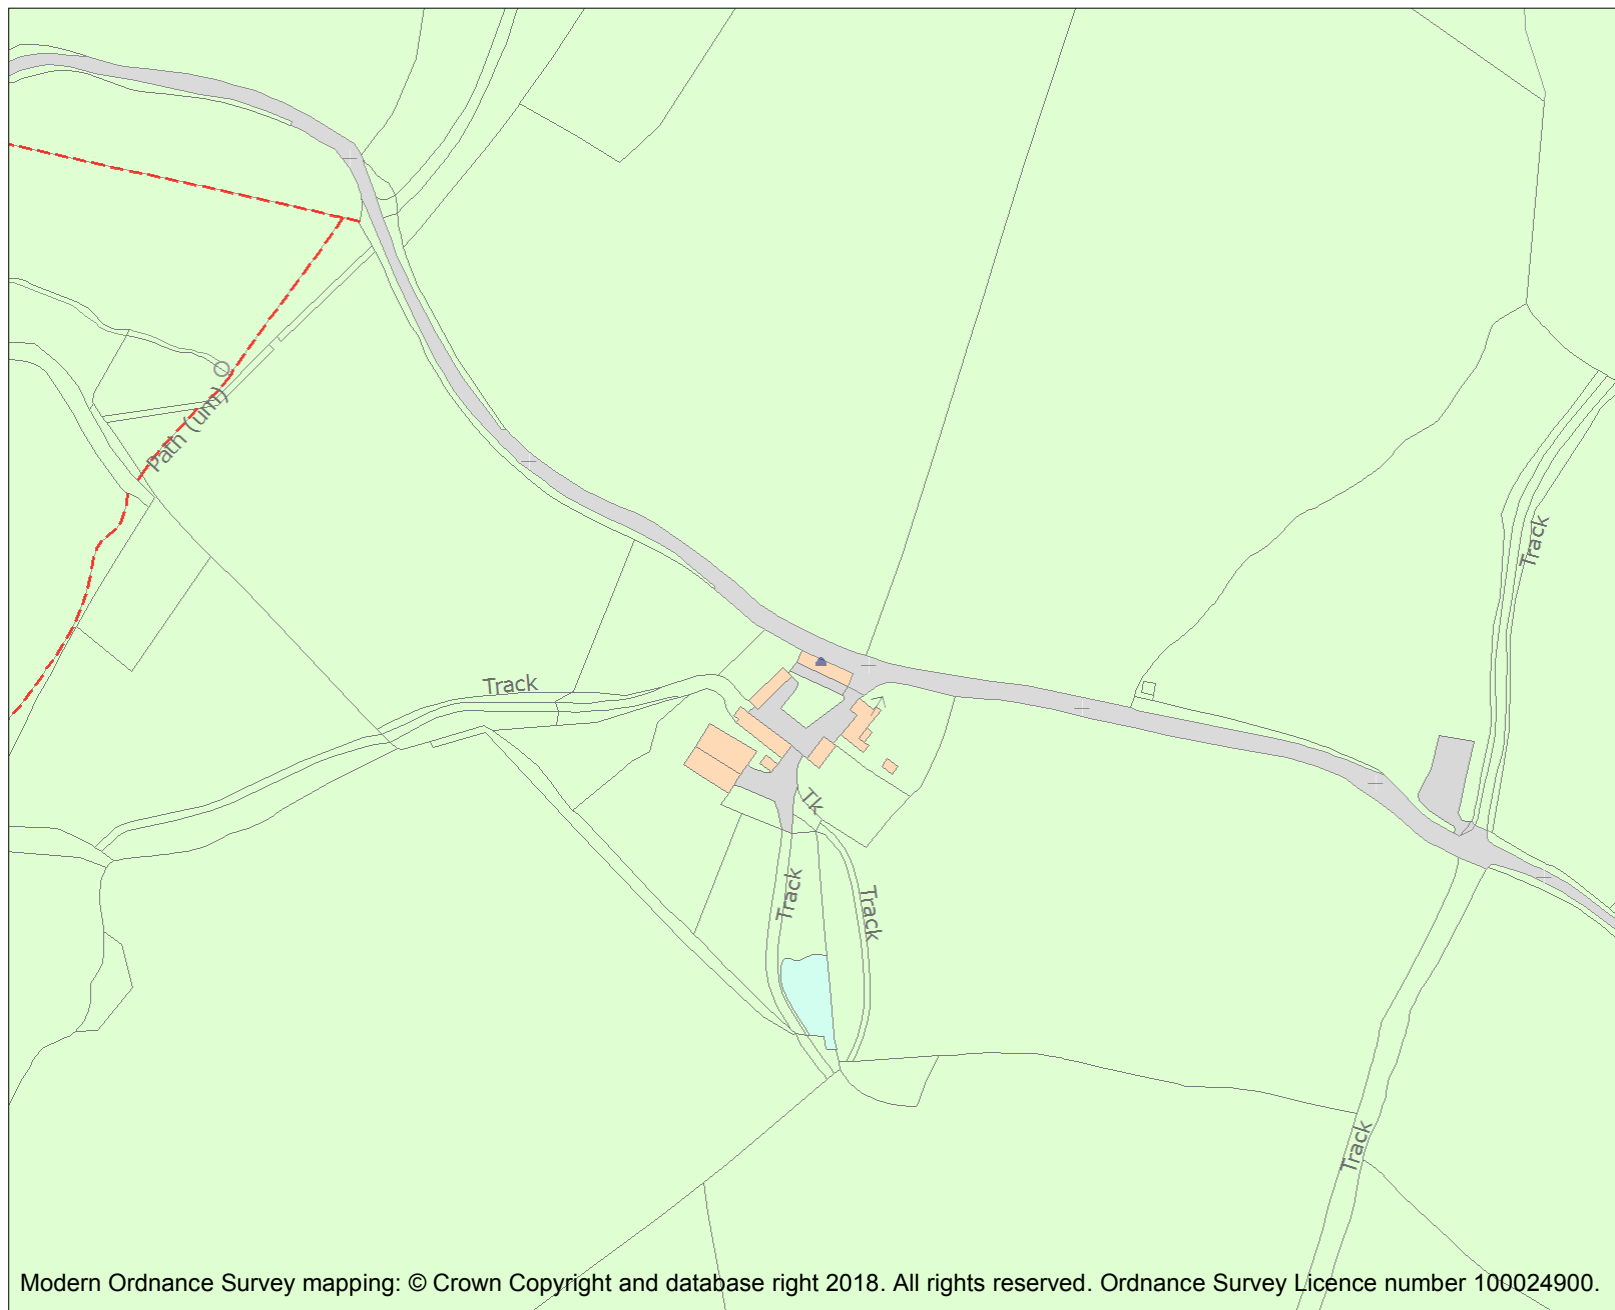 Path (um)
Track
Track
Tk
Track
Track
Track
Modern Ordnance Survey mapping: © Crown Copyright and database right 2018. All rights reserved. Ordnance Survey Licence number 100024900.